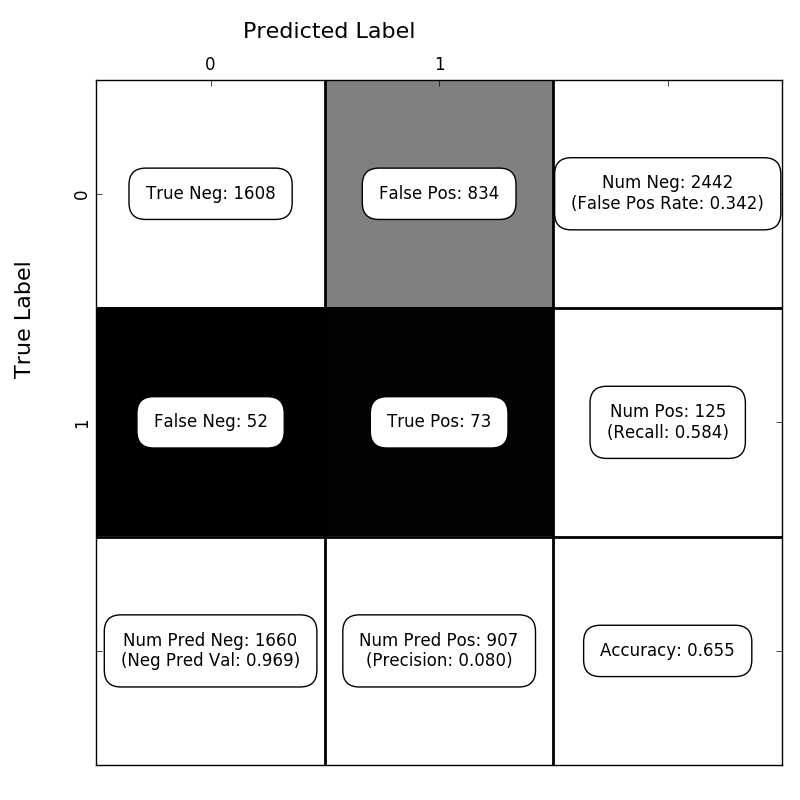 Predicted Label
0 1
True Label
0
True Neg: 1608
False Pos: 834
Num Neg: 2442
(False Pos Rate: 0.342)
1
False Neg: 52
True Pos: 73
Num Pos: 125
(Recall: 0.584)
Num Pred Neg: 1660
(Neg Pred Val: 0.969)
Num Pred Pos: 907
(Precision: 0.080)
Accuracy: 0.655